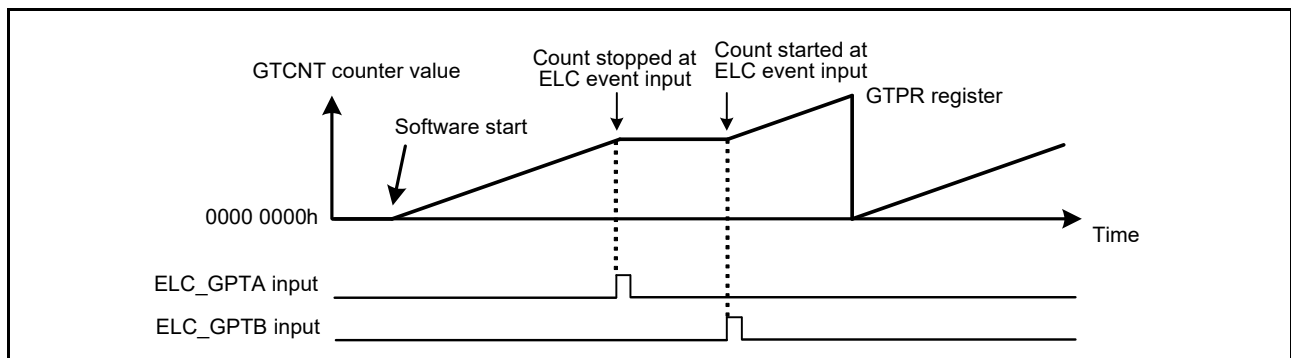 GTCNT counter value
Count stopped at
ELC event input
Count started at
ELC event input
GTPR register
Software start
0000 0000h
Time
ELC_GPTA input
ELC_GPTB input